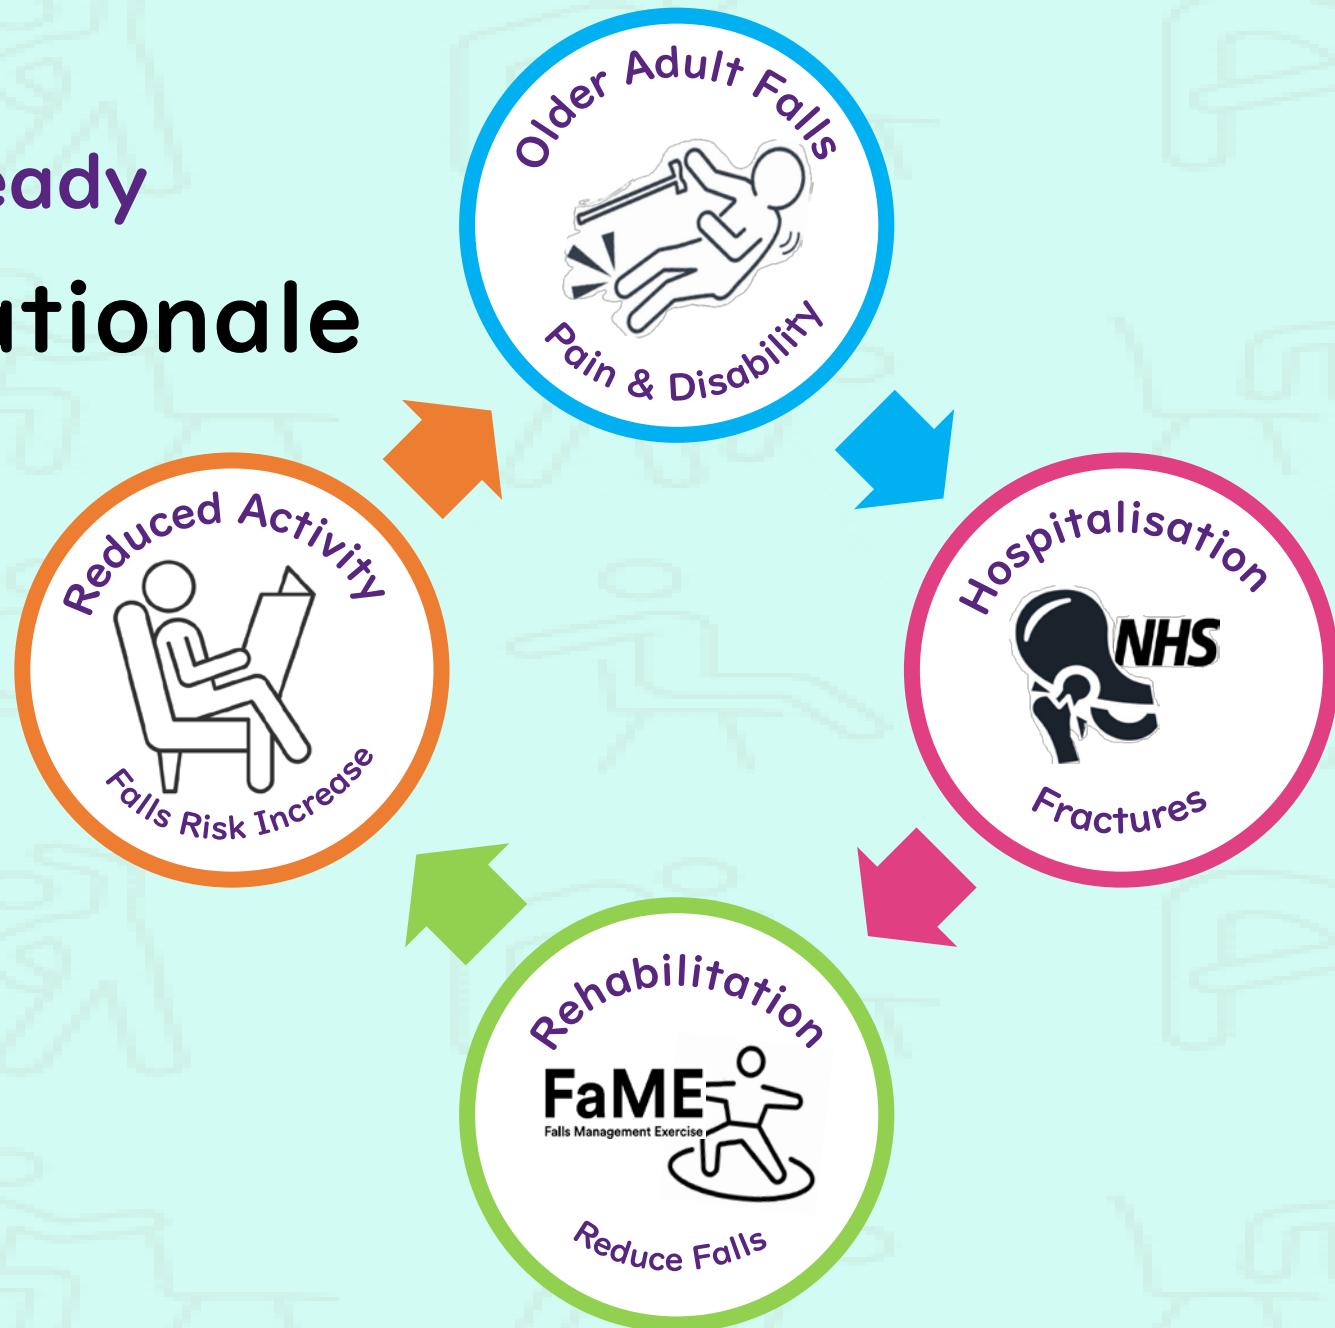 eady
ationale
Older Adult Falls
Pain & Disability
Hospitalisation
NHS
Fractures
Rehabilitation
FaME
Falls Management Exercise
Reduce Falls
Reduced Activity
Falls Risk Increase